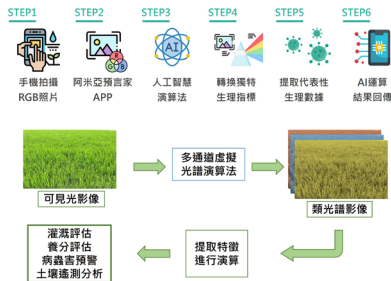 STEP1
STEP2
STEP3
STEP4
STEP5
STEP6
AI
R
G
B
手機拍攝
RGB照片
阿米亞預言家
APP
人工智慧
演算法
轉換獨特
生理指標
提取代表性
生理數據
AI運算
結果回傳
可見光影像
多通道虛擬
光譜演算法
類光譜影像
灌溉評估
養分評估
病蟲害預警
土壤遙測分析
提取特徵
進行演算